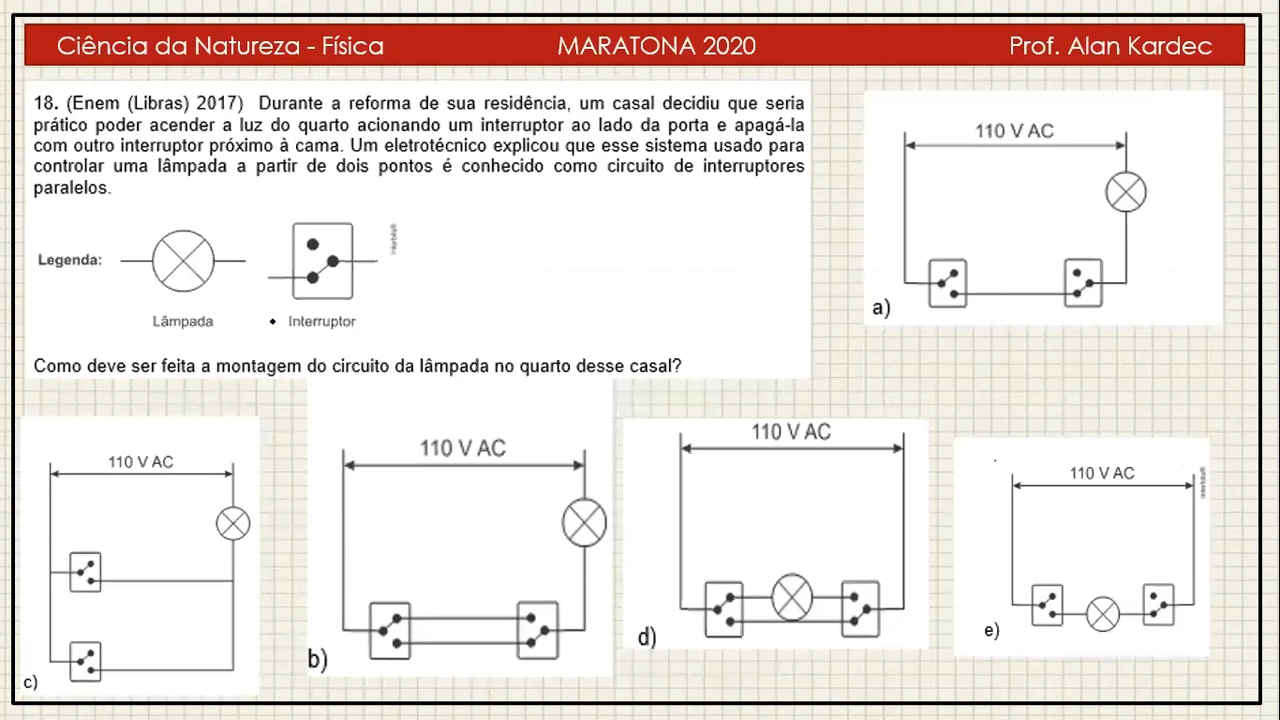 Ciência da Natureza - Física
MARATONA 2020
Prof. Alan Kardec
18. (Enem (Libras) 2017) Durante a reforma de sua residência, um casal decidiu que seria
prático poder acender a luz do quarto acionando um interruptor ao lado da porta e apagá-la
com outro interruptor próximo à cama. Um eletrotécnico explicou que esse sistema usado para
controlar uma lâmpada a partir de dois pontos é conhecido como circuito de interruptores
paralelos.
Legenda:
Lâmpada
Interruptor
Como deve ser feita a montagem do circuito da lâmpada no quarto desse casal?
110 V AC
a)
110 V AC
b)
110 V AC
c)
110 V AC
d)
110 V AC
e)